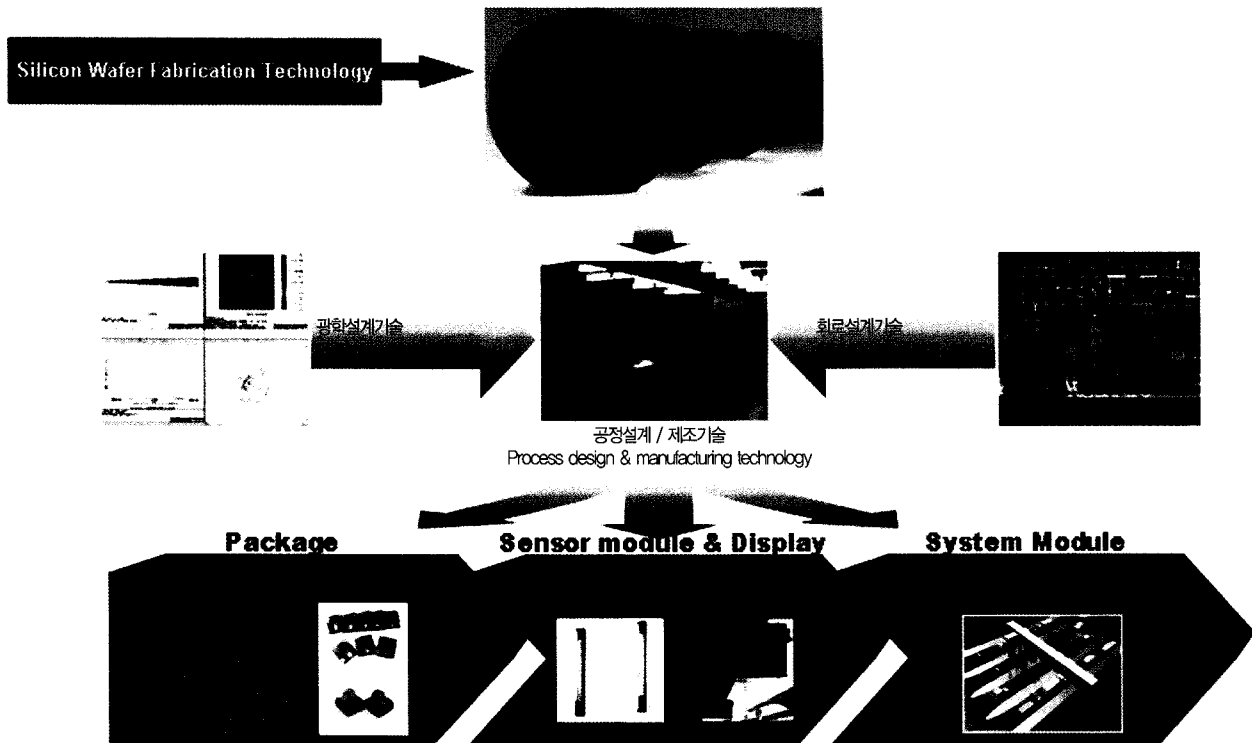 Silicon Wafer Fabrication Technology
광학설계기술
회로설계기술
공정설계 / 제조기술
Process design & manufacturing technology
Package
Sensor module & Display
System Module